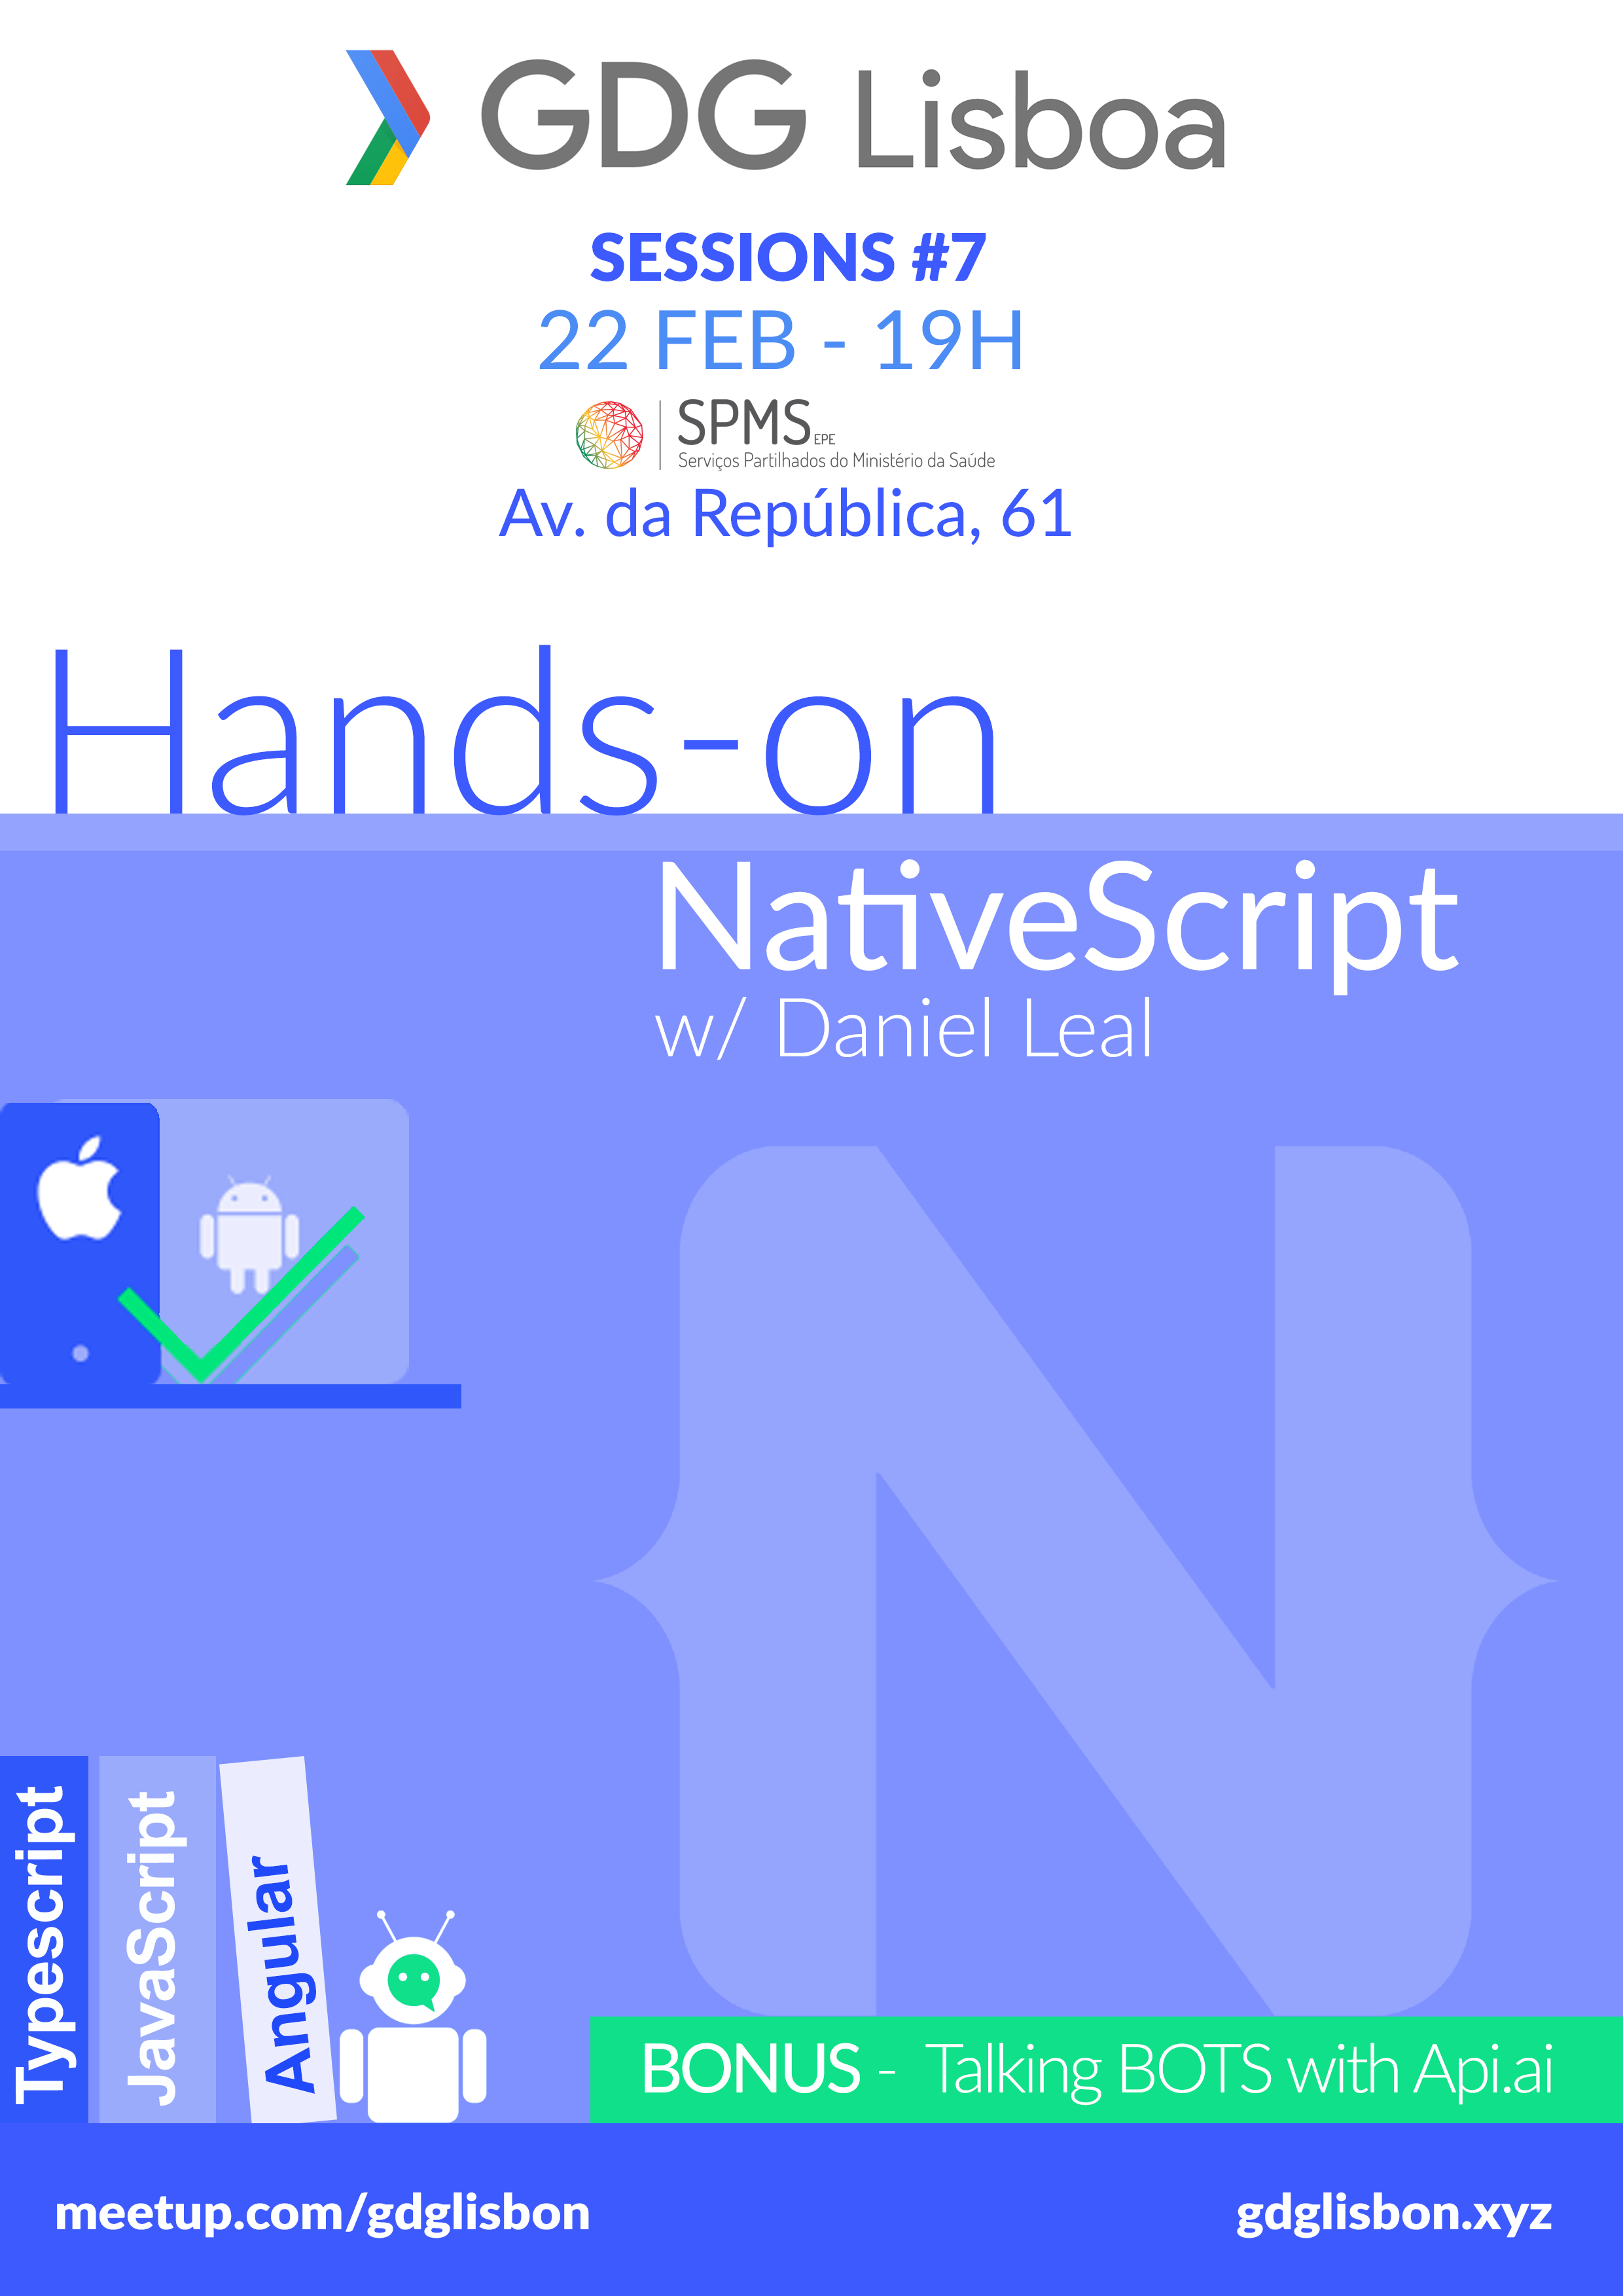 GDG Lisboa
SESSIONS #7
22 FEB - 19H
SPMS EPE
Serviços Partilhados do Ministério da Saúde
Av. da República, 61
Hands-on
NativeScript
w/ Daniel Leal
Typescript
JavaScript
Angular
BONUS - Talking BOTS with Api.ai
meetup.com/gdglisbon
gdglisbon.xyz